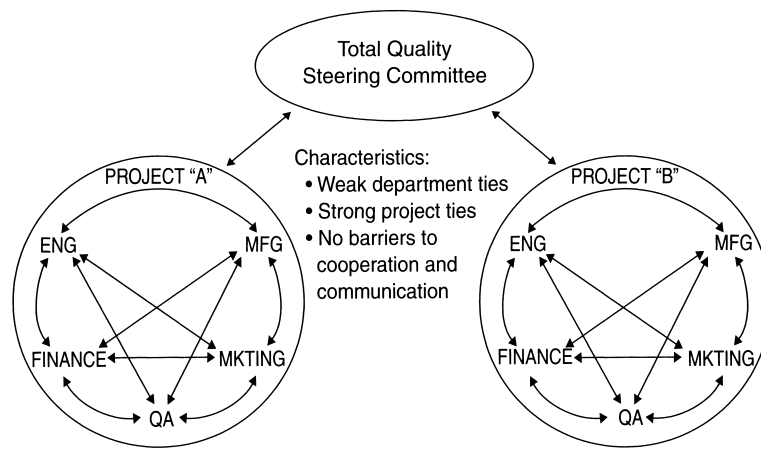 Total Quality
Steering Committee
Characteristics:
• Weak department ties
• Strong project ties
• No barriers to
cooperation and
communication
PROJECT “A”
ENG
MFG
FINANCE
MKTING
QA
PROJECT “B”
ENG
MFG
FINANCE
MKTING
QA